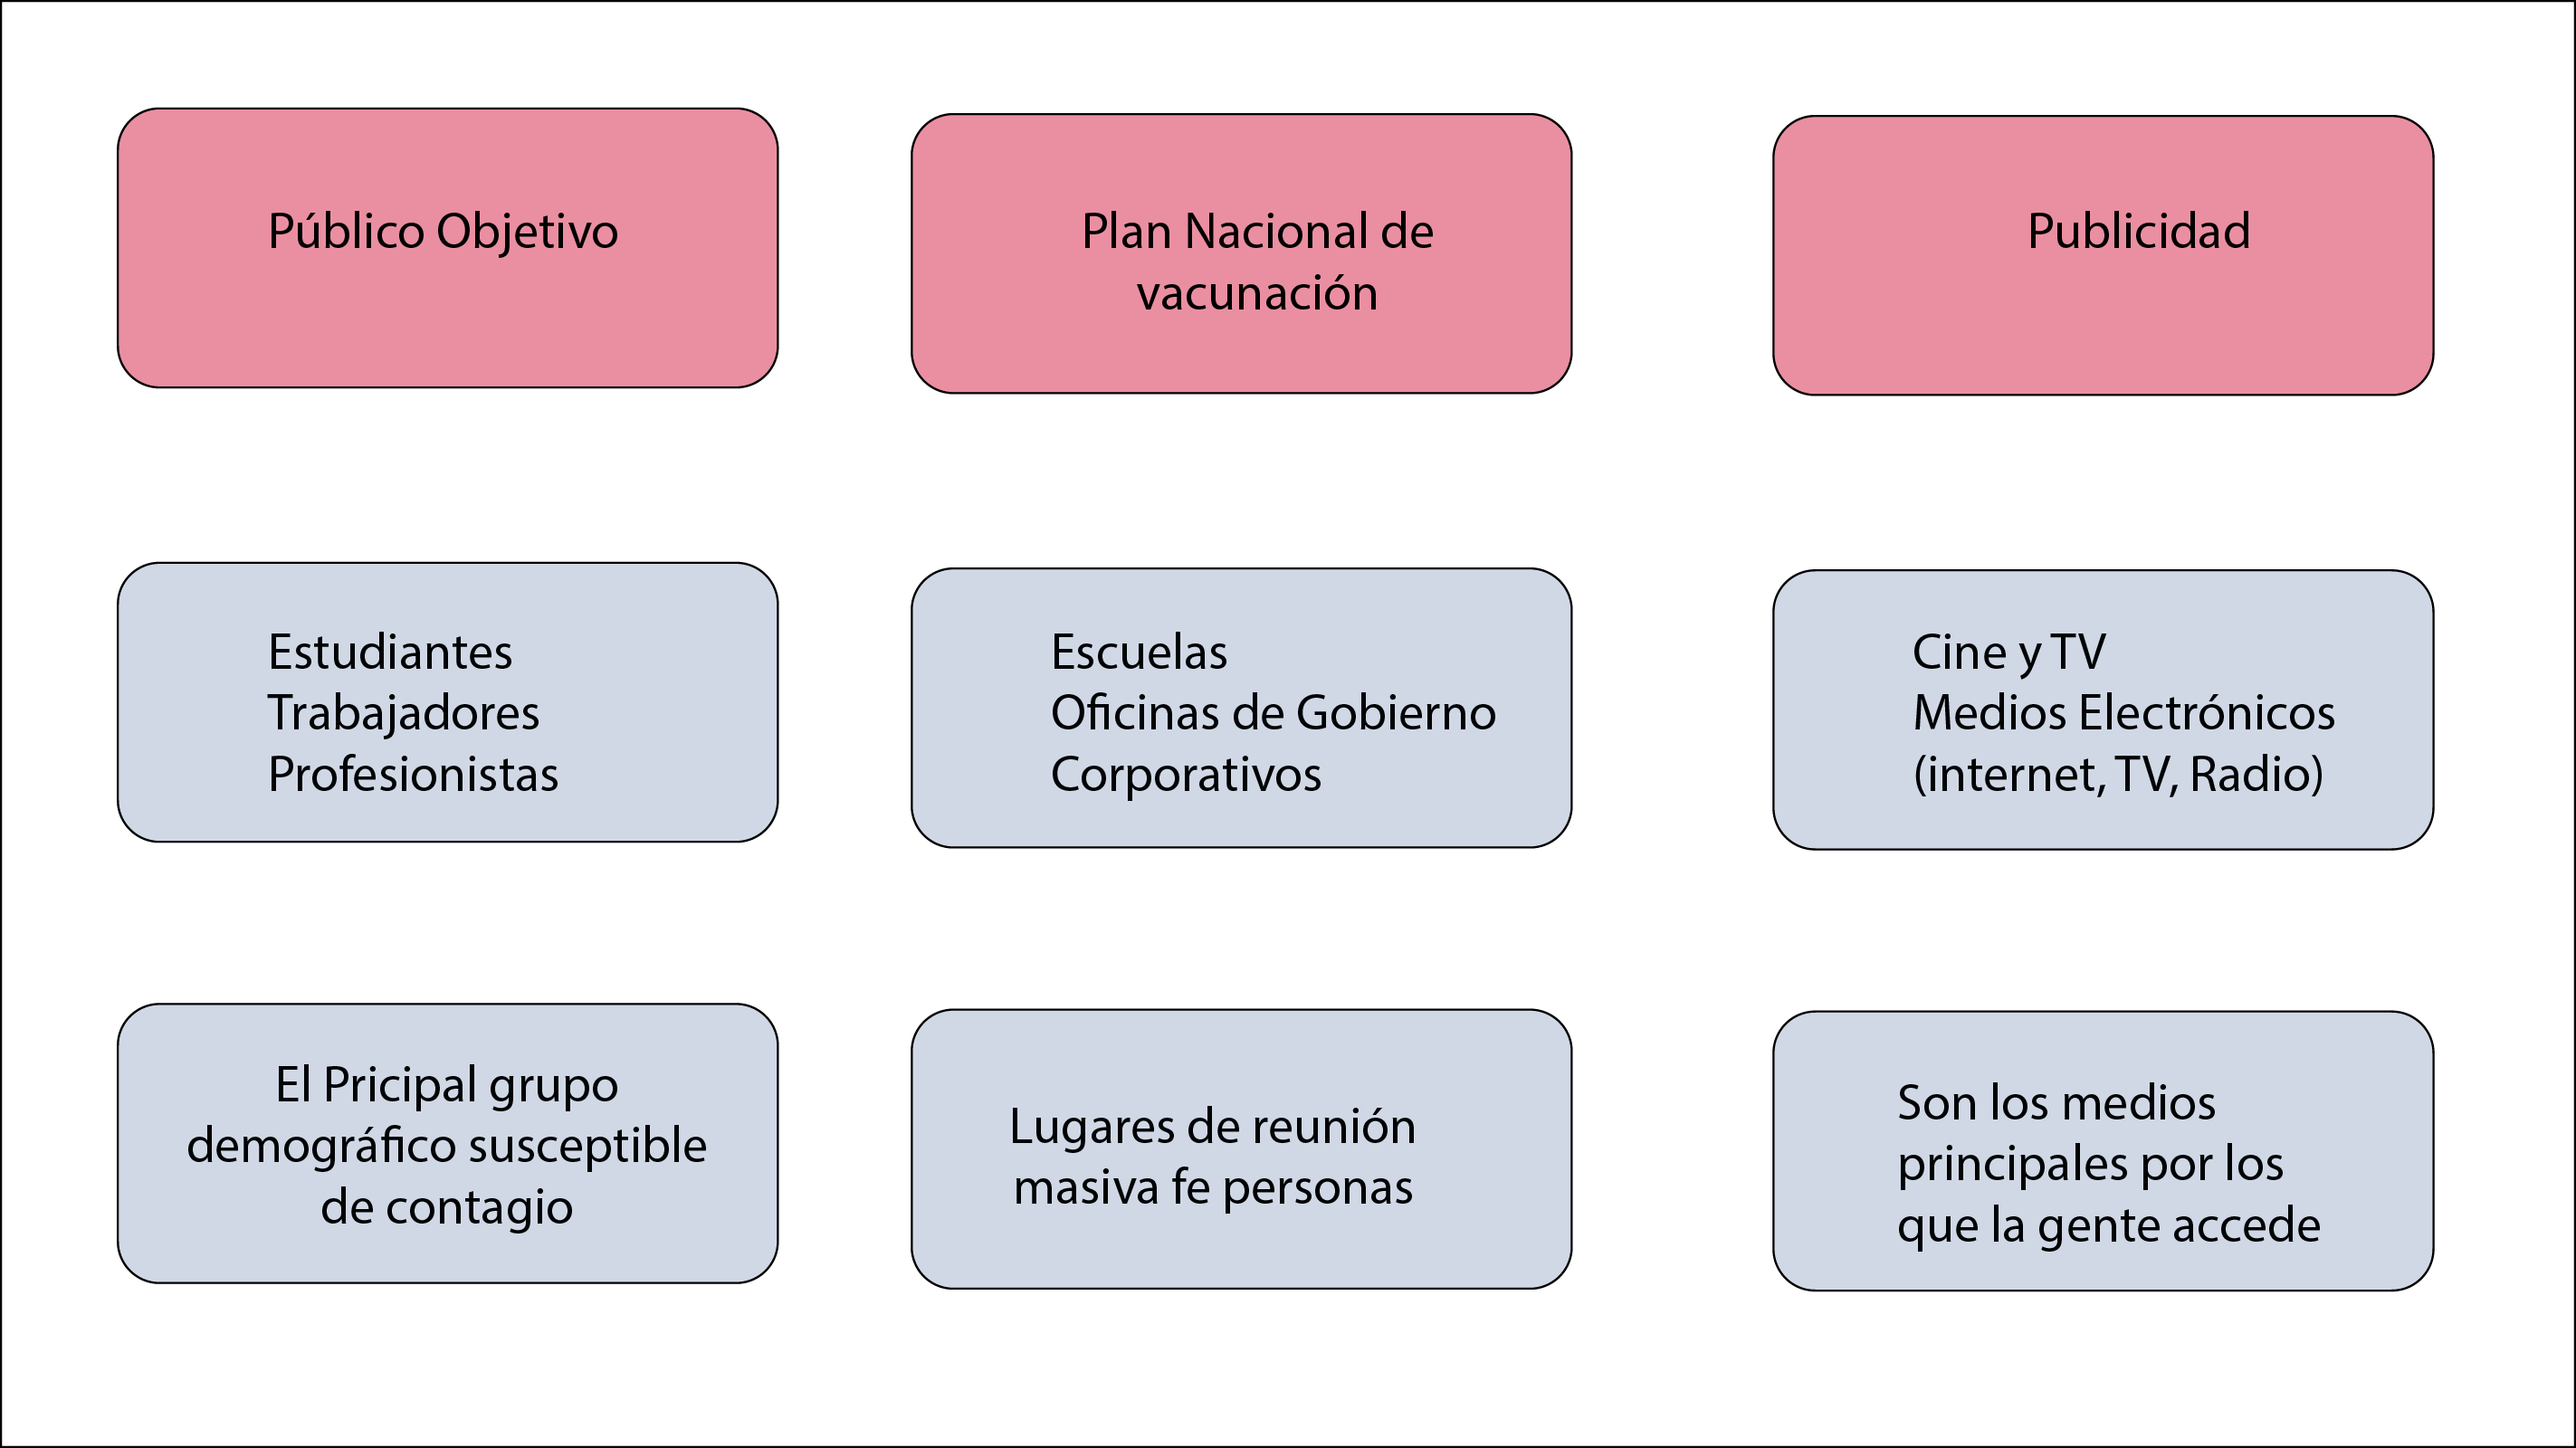 Público Objetivo
Plan Nacional de
vacunación
Publicidad
Estudiantes
Trabajadores
Profesionistas
Escuelas
Oficinas de Gobierno
Corporativos
Cine y TV
Medios Electrónicos
(internet, TV, Radio)
El Pricipal grupo
demográfico susceptible
de contagio
Lugares de reunión
masiva fe personas
Son los medios
principales por los
que la gente accede